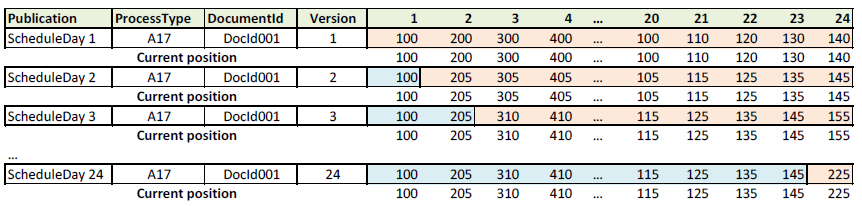 Publication ProcessType DocumentId Version 1 2 3 4 ... 20 21 22 23 24
ScheduleDay 1 A17 DocId001 1 100 200 300 400 ... 100 110 120 130 140
Current position 100 200 300 400 ... 100 110 120 130 140
ScheduleDay 2 A17 DocId001 2 100 205 305 405 ... 105 115 125 135 145
Current position 100 205 305 405 ... 105 115 125 135 145
ScheduleDay 3 A17 DocId001 3 100 205 310 410 ... 115 125 135 145 155
Current position 100 205 310 410 ... 115 125 135 145 155
...
ScheduleDay 24 A17 DocId001 24 100 205 310 410 ... 115 125 135 145 225
Current position 100 205 310 410 ... 115 125 135 145 225